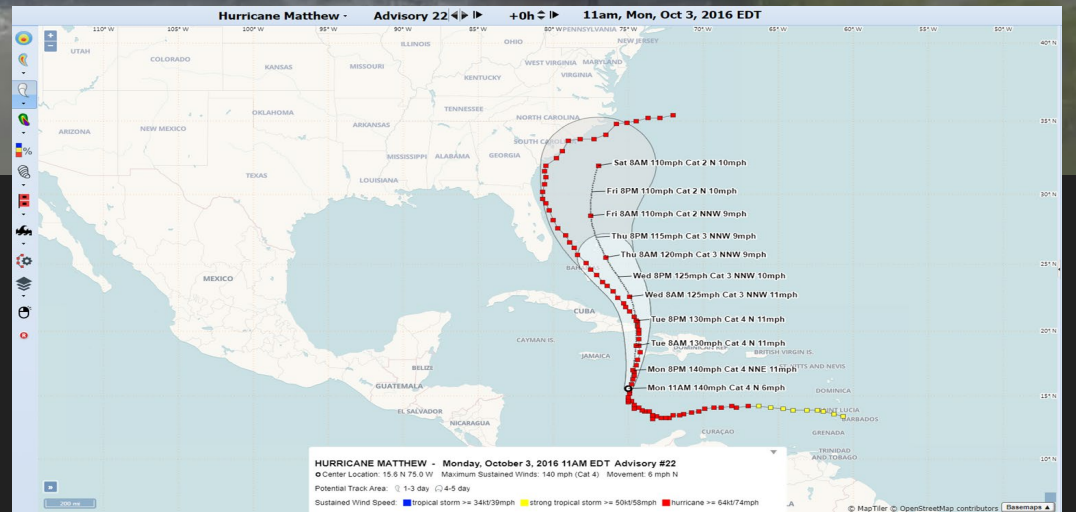 Hurricane Matthew - Advisory 22 +0h 11am, Mon, Oct 3, 2016 EDT
110°W 105°W 100°W 95°W 90°W 85°W 80°W 75°W 70°W 65°W 60°W 55°W 50°W
PENNSYLVANIA
+
-
UTAH
COLORADO
KANSAS
MISSOURI
ILLINOIS
OHIO
NEW JERSEY
40°N
WEST VIRGINIA MARYLAND
KENTUCKY
VIRGINIA
%
ARIZONA
NEW MEXICO
OKLAHOMA
ARKANSAS
TENNESSEE
NORTH CAROLINA
35°N
SOUTH CAROLINA
MISSISSIPPI ALABAMA GEORGIA
TEXAS
LOUISIANA
Sat 8AM 110mph Cat 2 N 10mph
Fri 8PM 110mph Cat 2 N 10mph
30°N
Fri 8AM 110mph Cat 2 NNW 9mph
Thu 8PM 115mph Cat 3 NNW 9mph
Thu 8AM 120mph Cat 3 NNW 9mph
25°N
MEXICO
Wed 8PM 125mph Cat 3 NNW 10mph
Wed 8AM 125mph Cat 3 NNW 11mph
CUBA
Tue 8PM 130mph Cat 4 N 11mph
20°N
CAYMAN IS.
Tue 8AM 130mph Cat 4 N 11mph
JAMAICA
BRITISH VIRGIN IS.
BELIZE
Mon 8PM 140mph Cat 4 NNE 11mph
ST. KITTS AND NEVIS
GUATEMALA
Mon 11AM 140mph Cat 4 N 6mph
DOMINICA
15°N
EL SALVADOR
SAINT LUCIA
NICARAGUA
BARBADOS
CURAÇAO
GRENADA
TRINIDAD
AND TOBAGO
10°N
HURRICANE MATTHEW - Monday, October 3, 2016 11AM EDT Advisory #22
Center Location: 15.6 N 75.0 W Maximum Sustained Winds: 140 mph (Cat 4) Movement: 6 mph N
Potential Track Area: 1-3 day 4-5 day
Sustained Wind Speed: tropical storm >= 34kt/39mph strong tropical storm >= 50kt/58mph hurricane >= 64kt/74mph
»
200 mi
© MapTiler © OpenStreetMap contributors Basemaps ▲